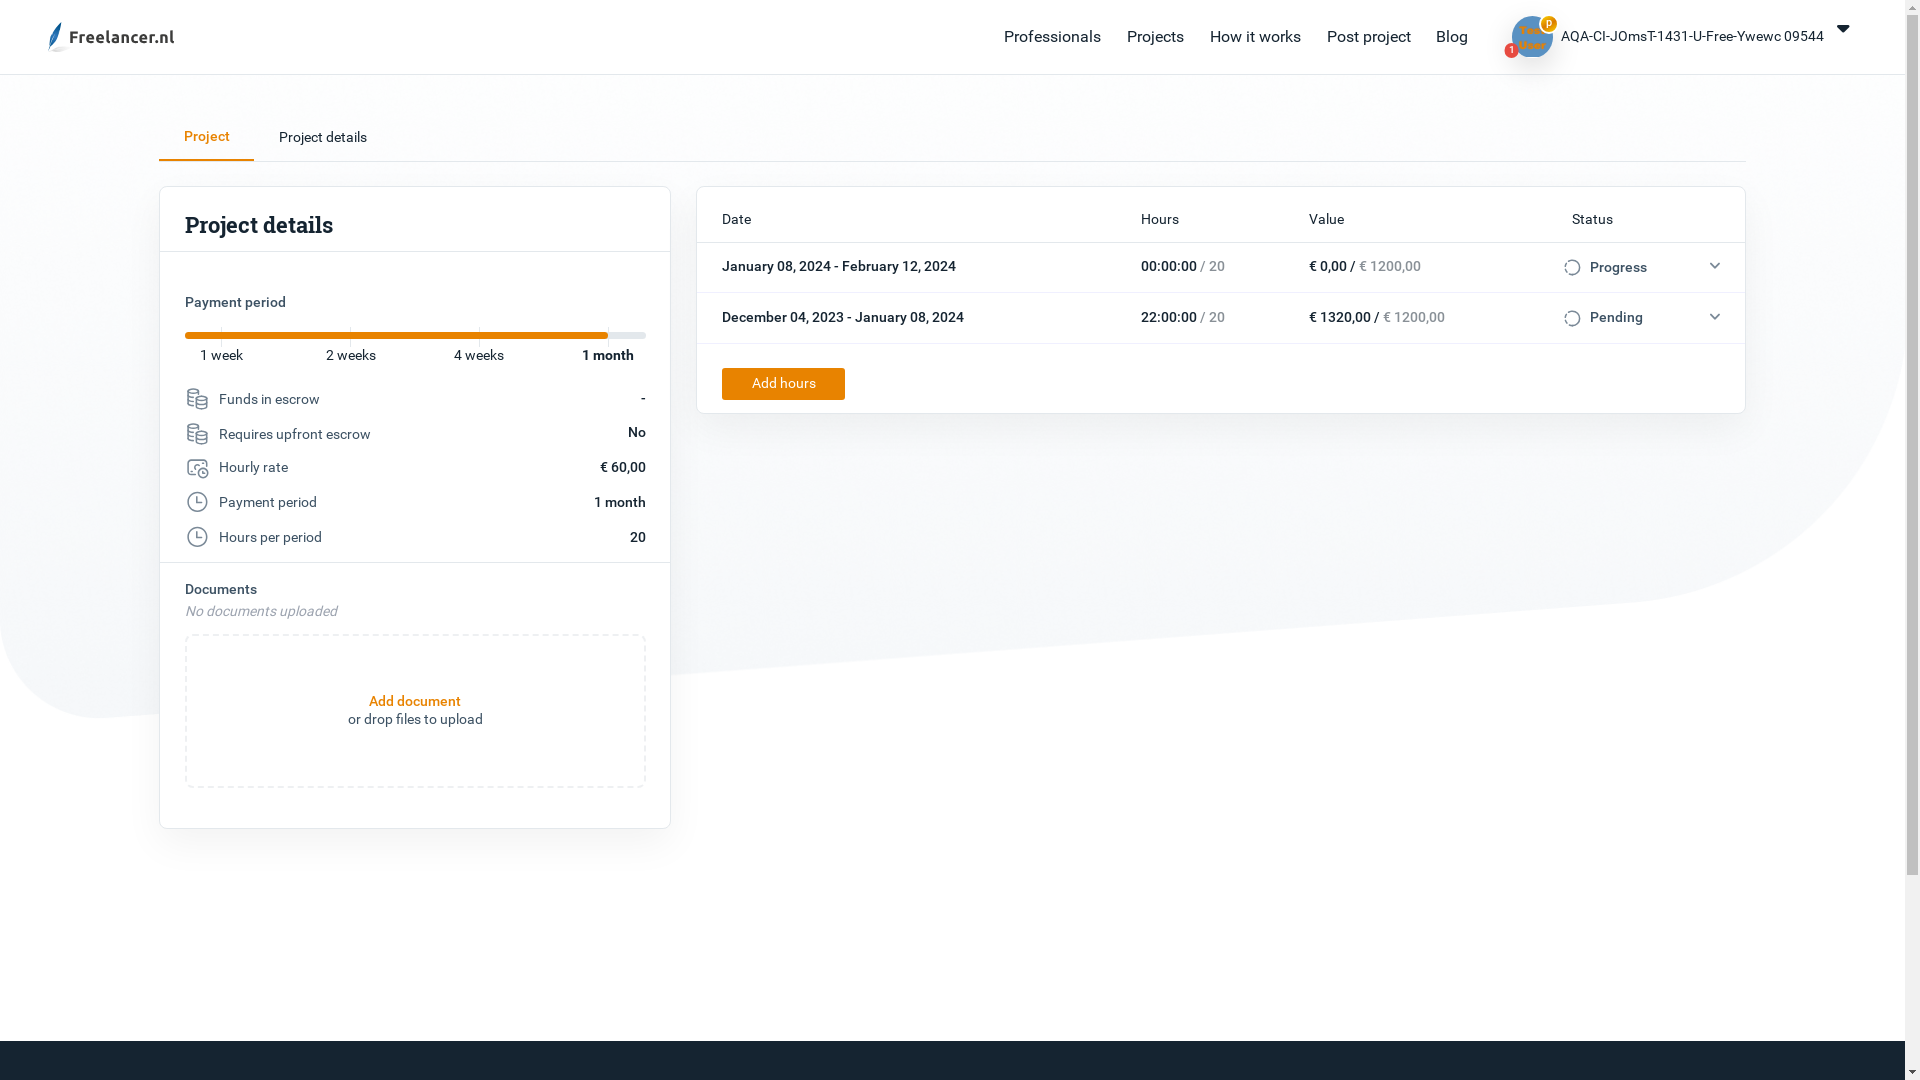 Freelancer.nl
Professionals
Projects
How it works
Post project
Blog
p
1
AQA-CI-JOmsT-1431-U-Free-Ywewc 09544
Project
Project details
Project details
Payment period
1 week
2 weeks
4 weeks
1 month
Funds in escrow -
Requires upfront escrow No
Hourly rate € 60,00
Payment period 1 month
Hours per period 20
Documents
No documents uploaded
Add document
or drop files to upload
Date Hours Value Status
January 08, 2024 - February 12, 2024 00:00:00 / 20 € 0,00 / € 1200,00 Progress
December 04, 2023 - January 08, 2024 22:00:00 / 20 € 1320,00 / € 1200,00 Pending
Add hours